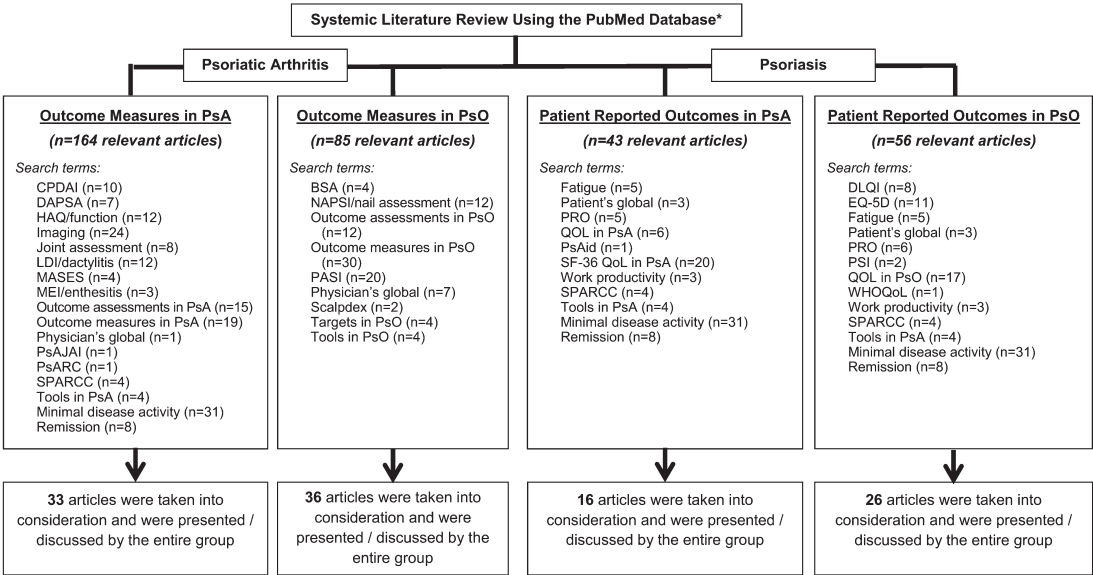 Systemic Literature Review Using the PubMed Database*
Psoriatic Arthritis
Psoriasis
Outcome Measures in PsA
(n=164 relevant articles)
Search terms:
CPDAI (n=10)
DAPSA (n=7)
HAQ/function (n=12)
Imaging (n=24)
Joint assessment (n=8)
LDI/dactylitis (n=12)
MASES (n=4)
MEI/enthesitis (n=3)
Outcome assessments in PsA (n=15)
Outcome measures in PsA (n=19)
Physician's global (n=1)
PsAJAI (n=1)
PsARC (n=1)
SPARCC (n=4)
Tools in PsA (n=4)
Minimal disease activity (n=31)
Remission (n=8)
33 articles were taken into
consideration and were presented /
discussed by the entire group
Outcome Measures in PsO
(n=85 relevant articles)
Search terms:
BSA (n=4)
NAPSI/nail assessment (n=12)
Outcome assessments in PsO
(n=12)
Outcome measures in PsO
(n=30)
PASI (n=20)
Physician's global (n=7)
Scalpdex (n=2)
Targets in PsO (n=4)
Tools in PsO (n=4)
36 articles were taken into
consideration and were
presented / discussed by the
entire group
Patient Reported Outcomes in PsA
(n=43 relevant articles)
Search terms:
Fatigue (n=5)
Patient's global (n=3)
PRO (n=5)
QOL in PsA (n=6)
PsAid (n=1)
SF-36 QoL in PsA (n=20)
Work productivity (n=3)
SPARCC (n=4)
Tools in PsA (n=4)
Minimal disease activity (n=31)
Remission (n=8)
16 articles were taken into
consideration and were presented /
discussed by the entire group
Patient Reported Outcomes in PsO
(n=56 relevant articles)
Search terms:
DLQI (n=8)
EQ-5D (n=11)
Fatigue (n=5)
Patient's global (n=3)
PRO (n=6)
PSI (n=2)
QOL in PsO (n=17)
WHOQoL (n=1)
Work productivity (n=3)
SPARCC (n=4)
Tools in PsA (n=4)
Minimal disease activity (n=31)
Remission (n=8)
26 articles were taken into
consideration and were presented /
discussed by the entire group